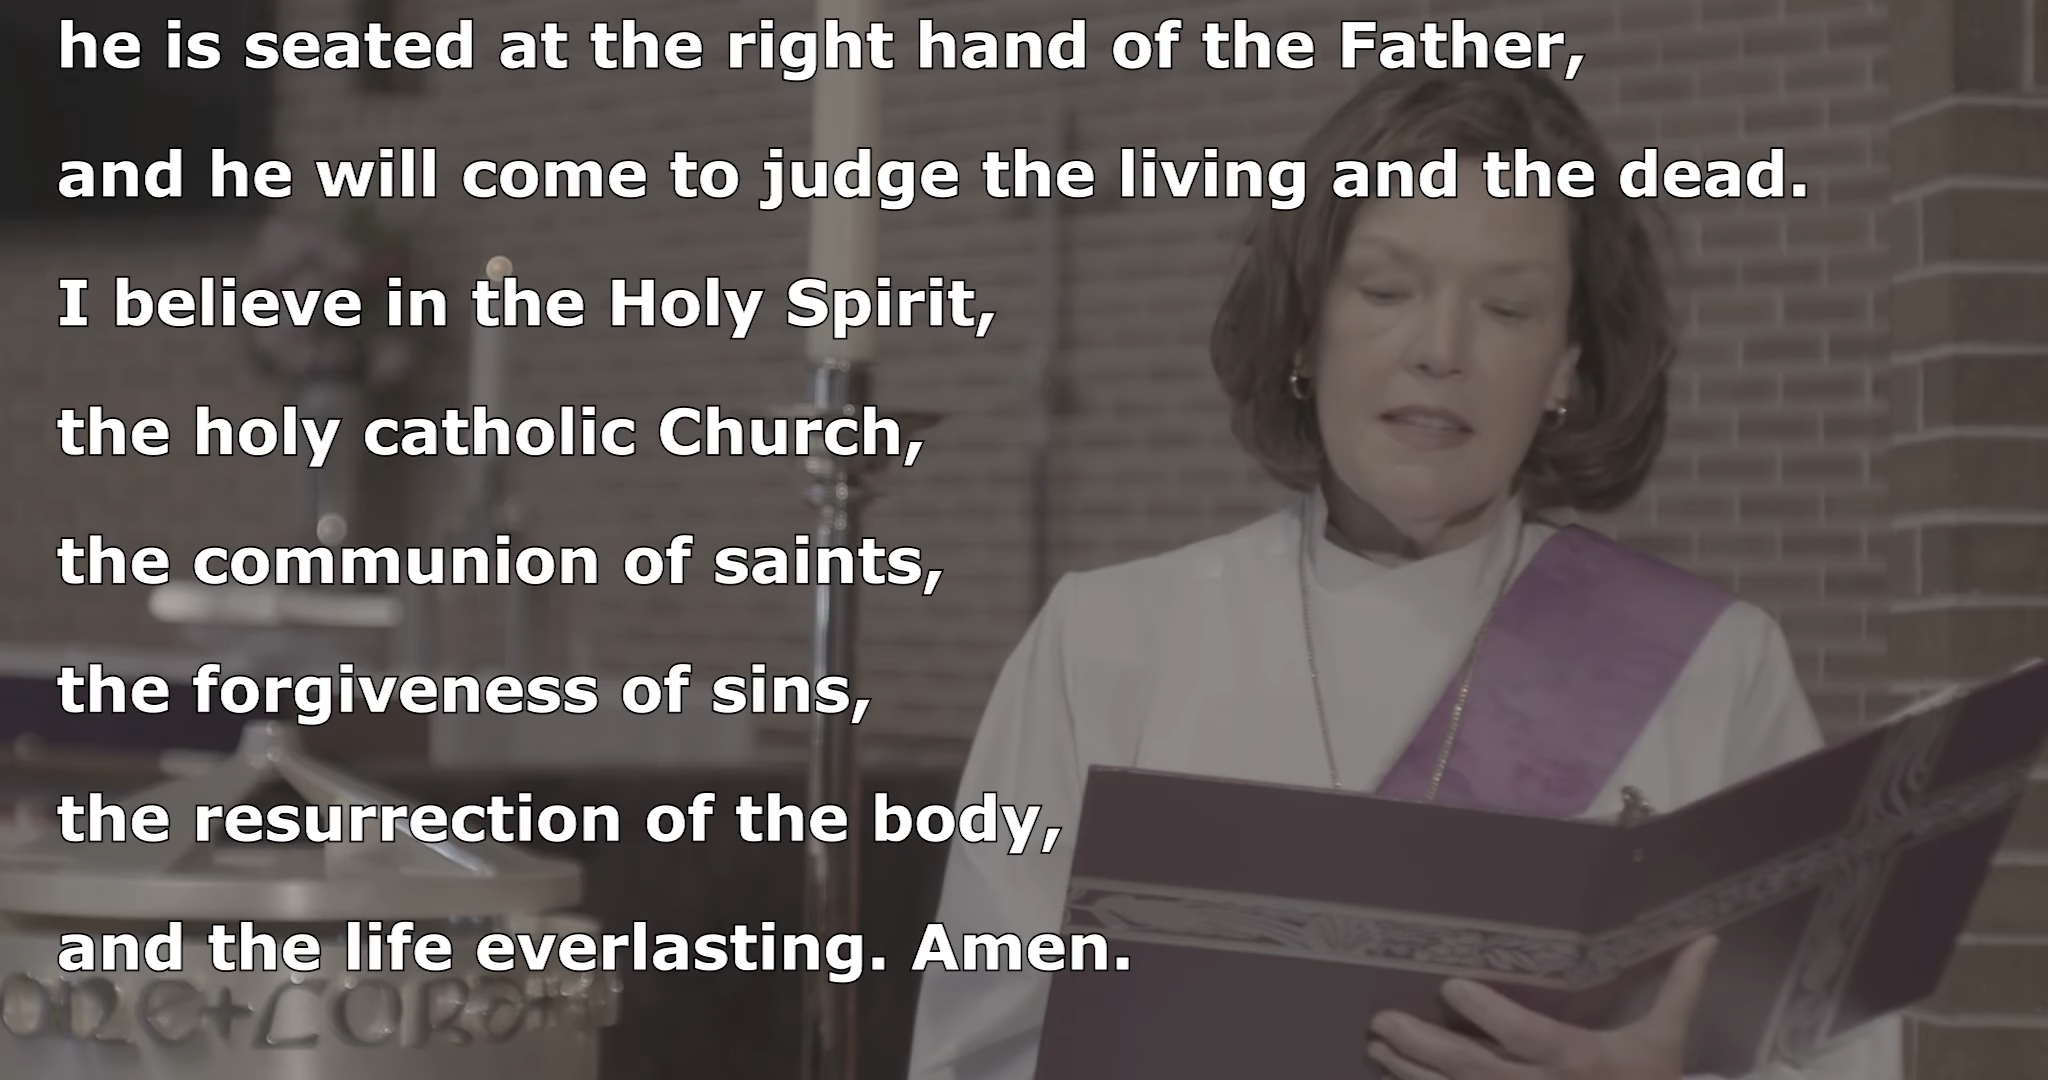 he is seated at the right hand of the Father,
and he will come to judge the living and the dead.
I believe in the Holy Spirit,
the holy catholic Church,
the communion of saints,
the forgiveness of sins,
the resurrection of the body,
and the life everlasting. Amen.
ONE+LORD+